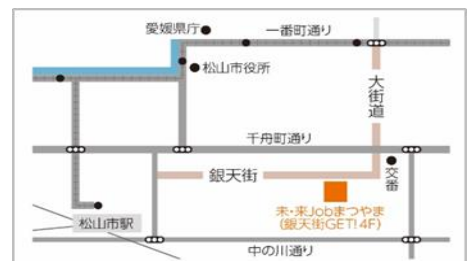 愛媛県庁
一番町通り
松山市役所
大街道
千舟町通り
銀天街
交番
未・来Jobまつやま
(銀天街GET!4F)
松山市駅
中の川通り